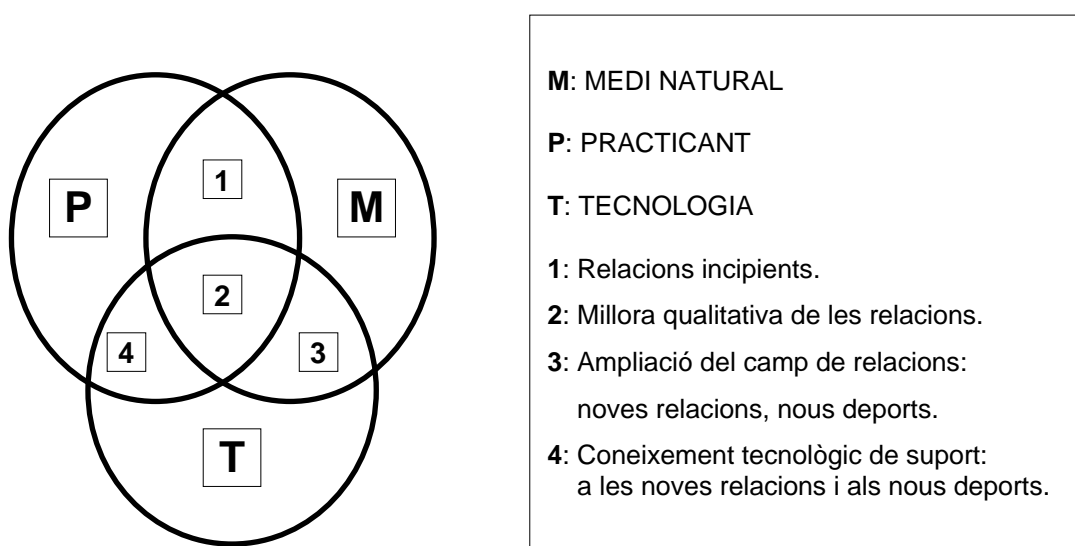 P
1
M
2
4
3
T
M: MEDI NATURAL
P: PRACTICANT
T: TECNOLOGIA
1: Relacions incipients.
2: Millora qualitativa de les relacions.
3: Ampliació del camp de relacions:
noves relacions, nous deports.
4: Coneixement tecnològic de suport:
a les noves relacions i als nous deports.